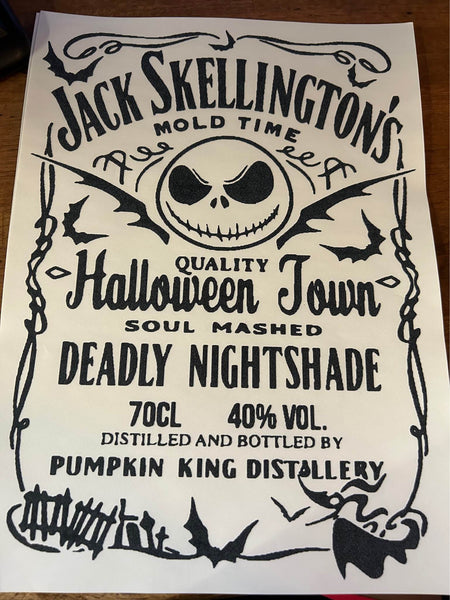 JACK SKELLINGTON'S
MOLD TIME
QUALITY
Halloween Town
SOUL MASHED
DEADLY NIGHTSHADE
70CL 40% VOL.
DISTILLED AND BOTTLED BY
PUMPKIN KING DISTALLERY